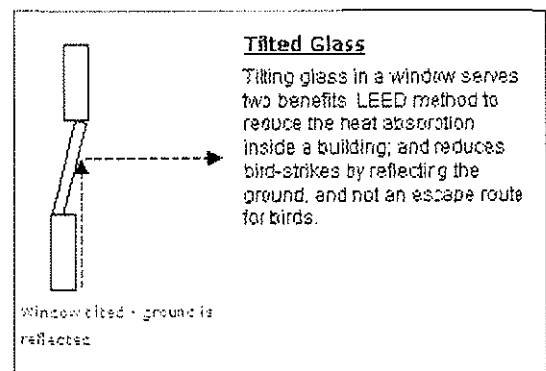 Tilted Glass
Tilting glass in a window serves
two benefits LEED method to
reduce the heat absorption
inside a building; and reduces
bird-strikes by reflecting the
ground, and not an escape route
for birds.
Window tilted - ground is
reflected